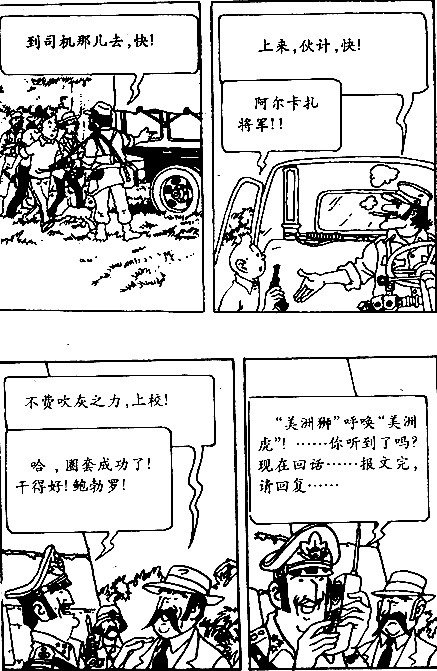 到司机那儿去，快！
上来，伙计，快！
阿尔卡扎
将军！！
不费吹灰之力，上校！
哈，圈套成功了！
干得好！鲍勃罗！
“美洲狮”呼唤“美洲
虎”！……你听到了吗？
现在回话……报文完，
请回复……